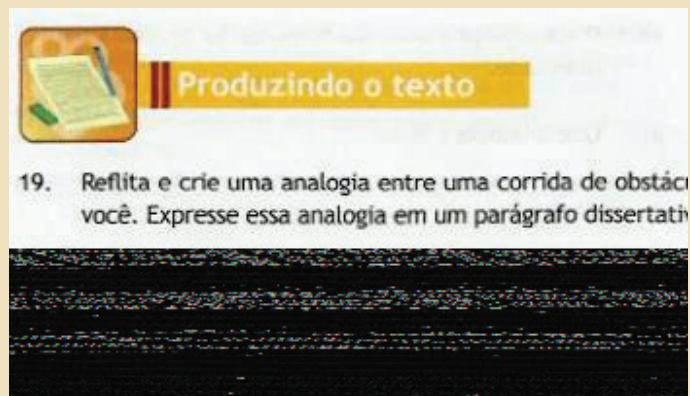 Produzindo o texto
19. Reflita e crie uma analogia entre uma corrida de
você. Expresse essa analogia em um parágrafo